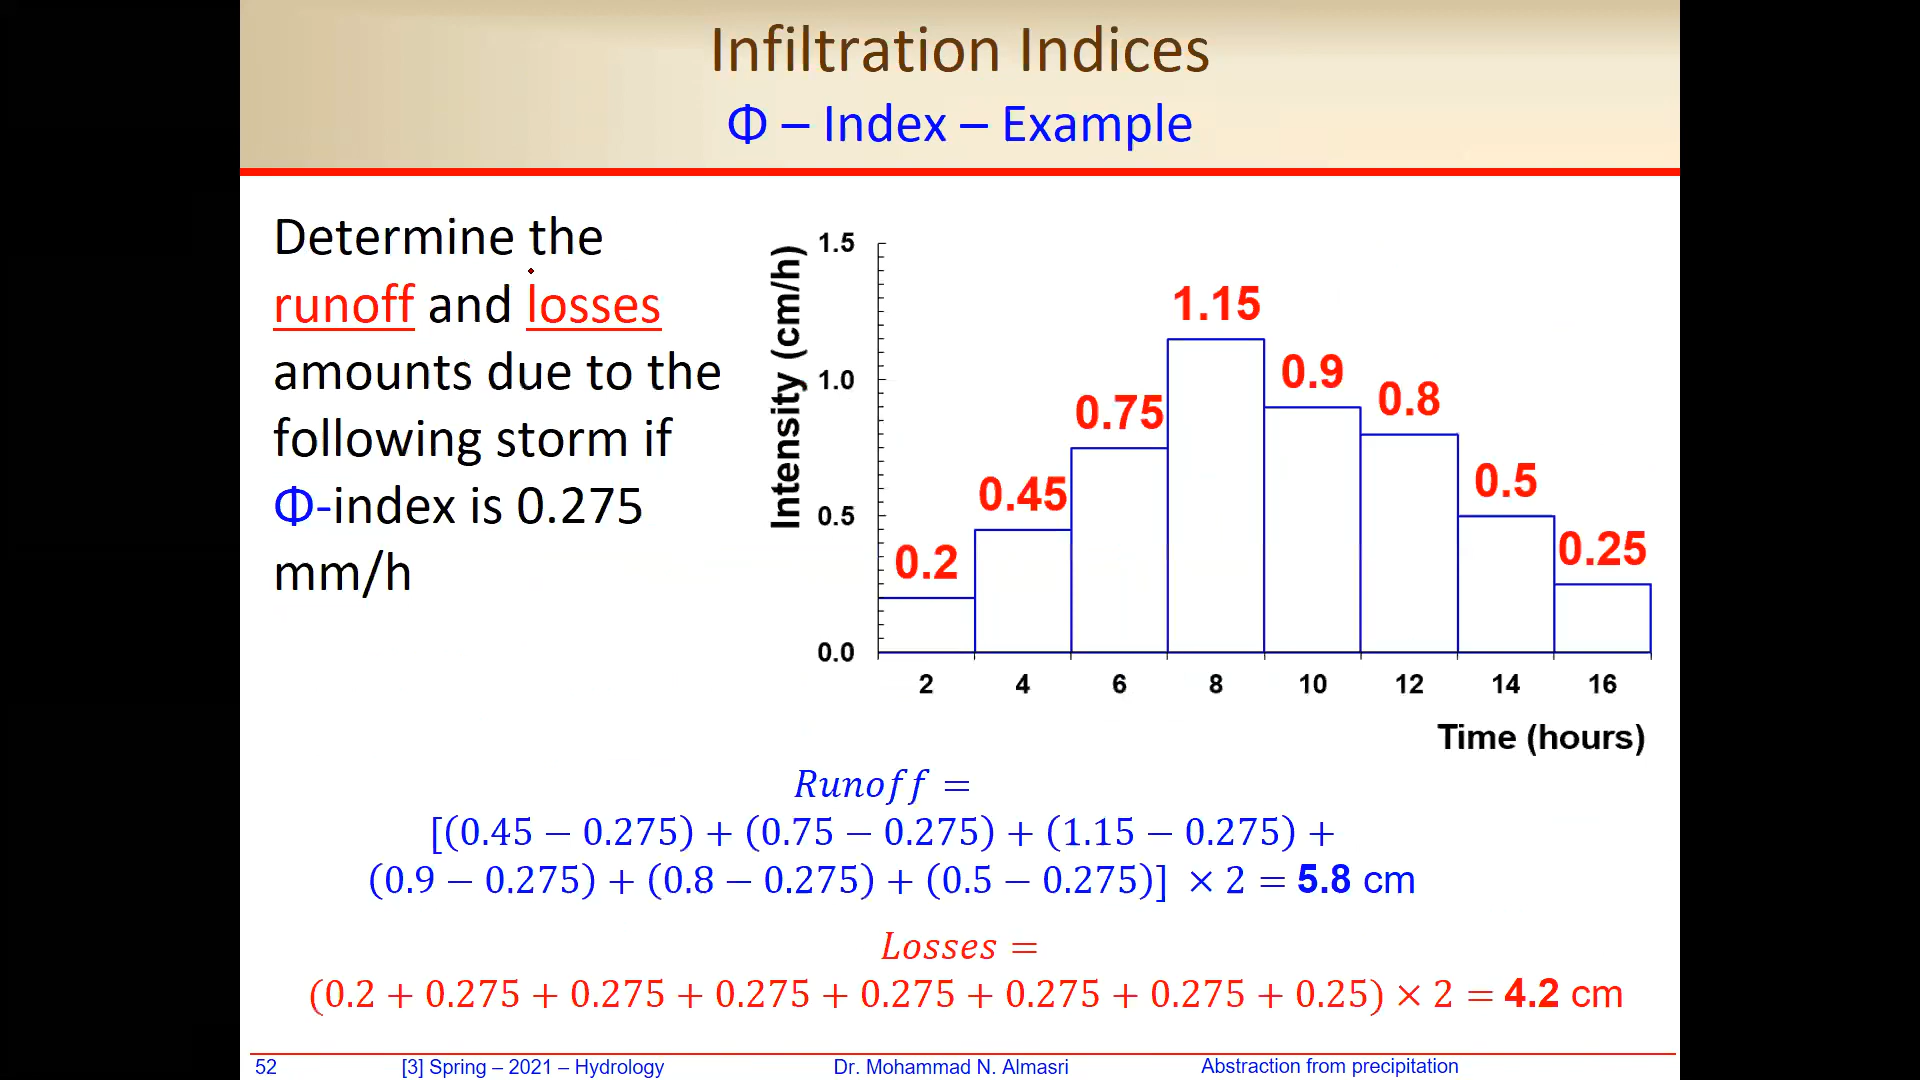 Infiltration Indices
Φ – Index – Example
Determine the
runoff and losses
amounts due to the
following storm if
Φ-index is 0.275
mm/h
Intensity (cm/h)
1.5
1.0
0.5
0.0
0.2
0.45
0.75
1.15
0.9
0.8
0.5
0.25
2 4 6 8 10 12 14 16
Time (hours)
Runoff =
[(0.45 − 0.275) + (0.75 − 0.275) + (1.15 − 0.275) +
(0.9 − 0.275) + (0.8 − 0.275) + (0.5 − 0.275)] × 2 = 5.8 cm
Losses =
(0.2 + 0.275 + 0.275 + 0.275 + 0.275 + 0.275 + 0.275 + 0.25) × 2 = 4.2 cm
52 [3] Spring – 2021 – Hydrology Dr. Mohammad N. Almasri Abstraction from precipitation